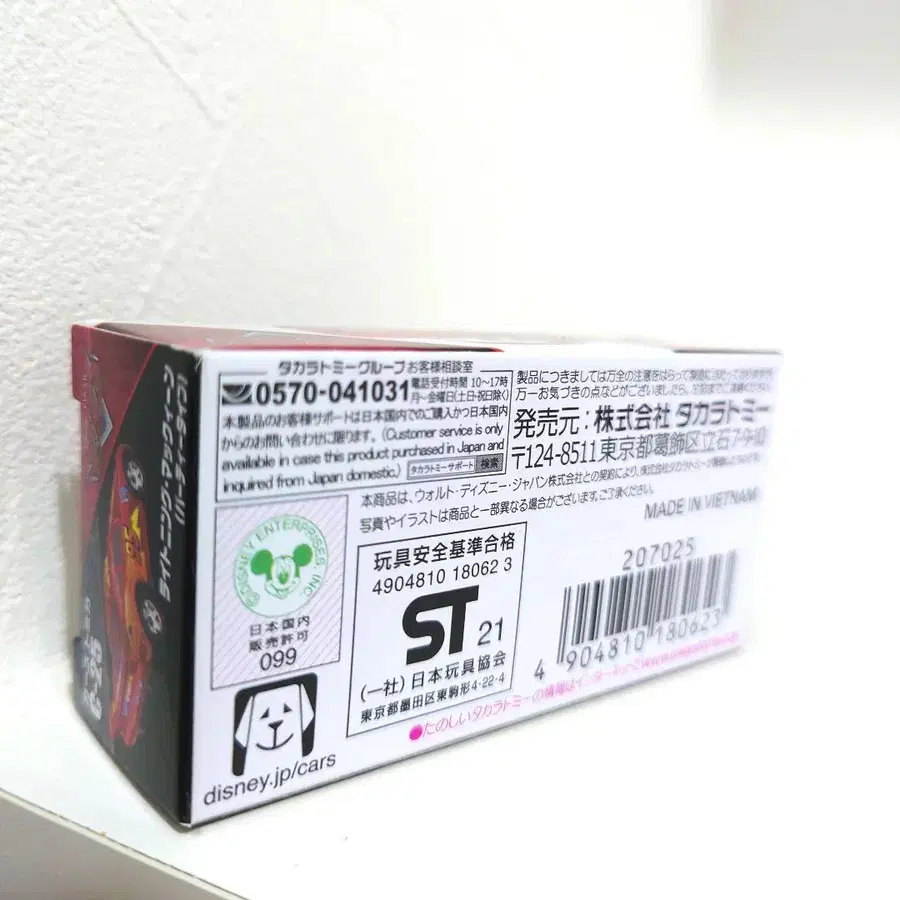 タカラトミーグループ お客様相談室
0570-041031
電話受付時間 10〜17時
月〜金曜日(土日・祝日除く)
本製品のお客様サポートは日本国内でのご購入かつ日本国内
からのお問い合わせに限ります。(Customer service is only
available in case this product purchased in Japan and
inquired from Japan domestic.)
タカラトミーサポート 検索
製品につきましては万全の注意をはらって
万一お気づきの点などがございましたら、
発売元:株式会社 タカラトミー
〒124-8511 東京都葛飾区立石7-9-10
本商品は、ウォルト・ディズニー・ジャパン株式会社との契約により、株式会社タカラトミーが
写真やイラストは商品と一部異なる場合がございます。ご了承ください。
MADE IN VIETNAM
©DISNEY ENTERPRISES, INC.
日本国内
販売許可
099
disney.jp/cars
玩具安全基準合格
4904810 18062 3
ST 21
(一社)日本玩具協会
東京都墨田区東駒形4-22-4
207025
4 904810 180623
●たのしいタカラトミーの情報はインターネットで
ライトニング・マックィーン